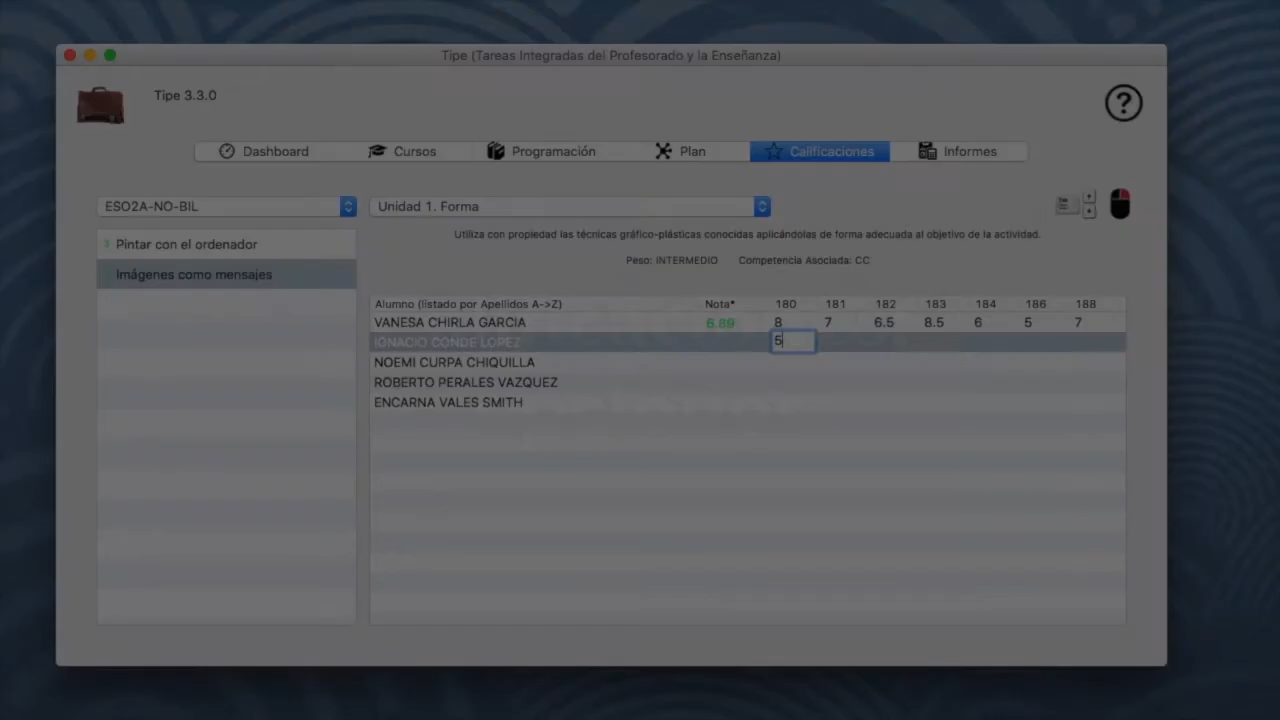 Tipe (Tareas Integradas del Profesorado y la Enseñanza)
Tipe 3.3.0
?
Dashboard Cursos Programación Plan Calificaciones Informes
ESO2A-NO-BIL Unidad 1. Forma
Utiliza con propiedad las técnicas gráfico-plásticas conocidas aplicándolas de forma adecuada al objetivo de la actividad.
Pintar con el ordenador
Peso: INTERMEDIO Competencia Asociada: CC
Imágenes como mensajes
Alumno (listado por Apellidos A->Z) Nota* 180 181 182 183 184 186 188
VANESA CHIRLA GARCIA 6.89 8 7 6.5 8.5 6 5 7
IGNACIO CONDE LOPEZ 5
NOEMI CURPA CHIQUILLA
ROBERTO PERALES VAZQUEZ
ENCARNA VALES SMITH